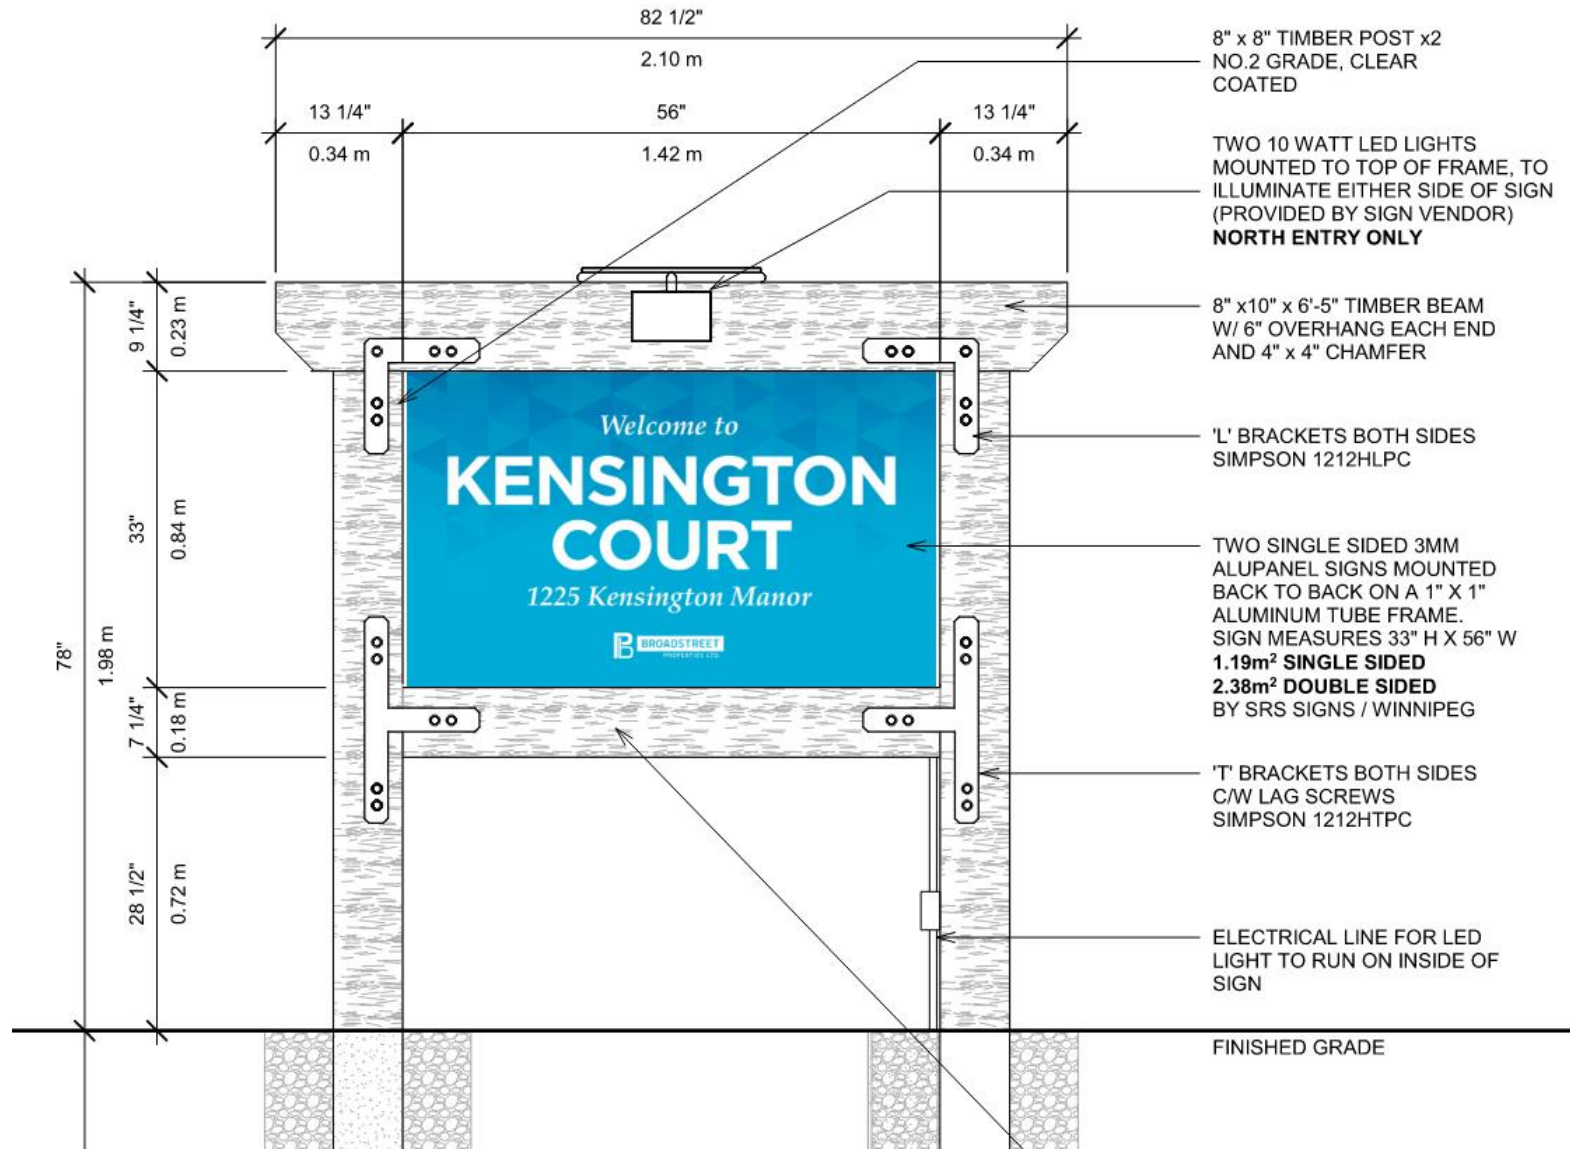 82 1/2"
2.10 m
13 1/4"
56"
13 1/4"
0.34 m
1.42 m
0.34 m
8" x 8" TIMBER POST x2
NO.2 GRADE, CLEAR
COATED
TWO 10 WATT LED LIGHTS
MOUNTED TO TOP OF FRAME, TO
ILLUMINATE EITHER SIDE OF SIGN
(PROVIDED BY SIGN VENDOR)
NORTH ENTRY ONLY
8" x10" x 6'-5" TIMBER BEAM
W/ 6" OVERHANG EACH END
AND 4" x 4" CHAMFER
'L' BRACKETS BOTH SIDES
SIMPSON 1212HLPC
TWO SINGLE SIDED 3MM
ALUPANEL SIGNS MOUNTED
BACK TO BACK ON A 1" X 1"
ALUMINUM TUBE FRAME.
SIGN MEASURES 33" H X 56" W
1.19m² SINGLE SIDED
2.38m² DOUBLE SIDED
BY SRS SIGNS / WINNIPEG
'T' BRACKETS BOTH SIDES
C/W LAG SCREWS
SIMPSON 1212HTPC
ELECTRICAL LINE FOR LED
LIGHT TO RUN ON INSIDE OF
SIGN
FINISHED GRADE
78"
1.98 m
9 1/4"
0.23 m
33"
0.84 m
7 1/4"
0.18 m
28 1/2"
0.72 m
Welcome to
KENSINGTON
COURT
1225 Kensington Manor
BROADSTREET
PROPERTIES LTD.